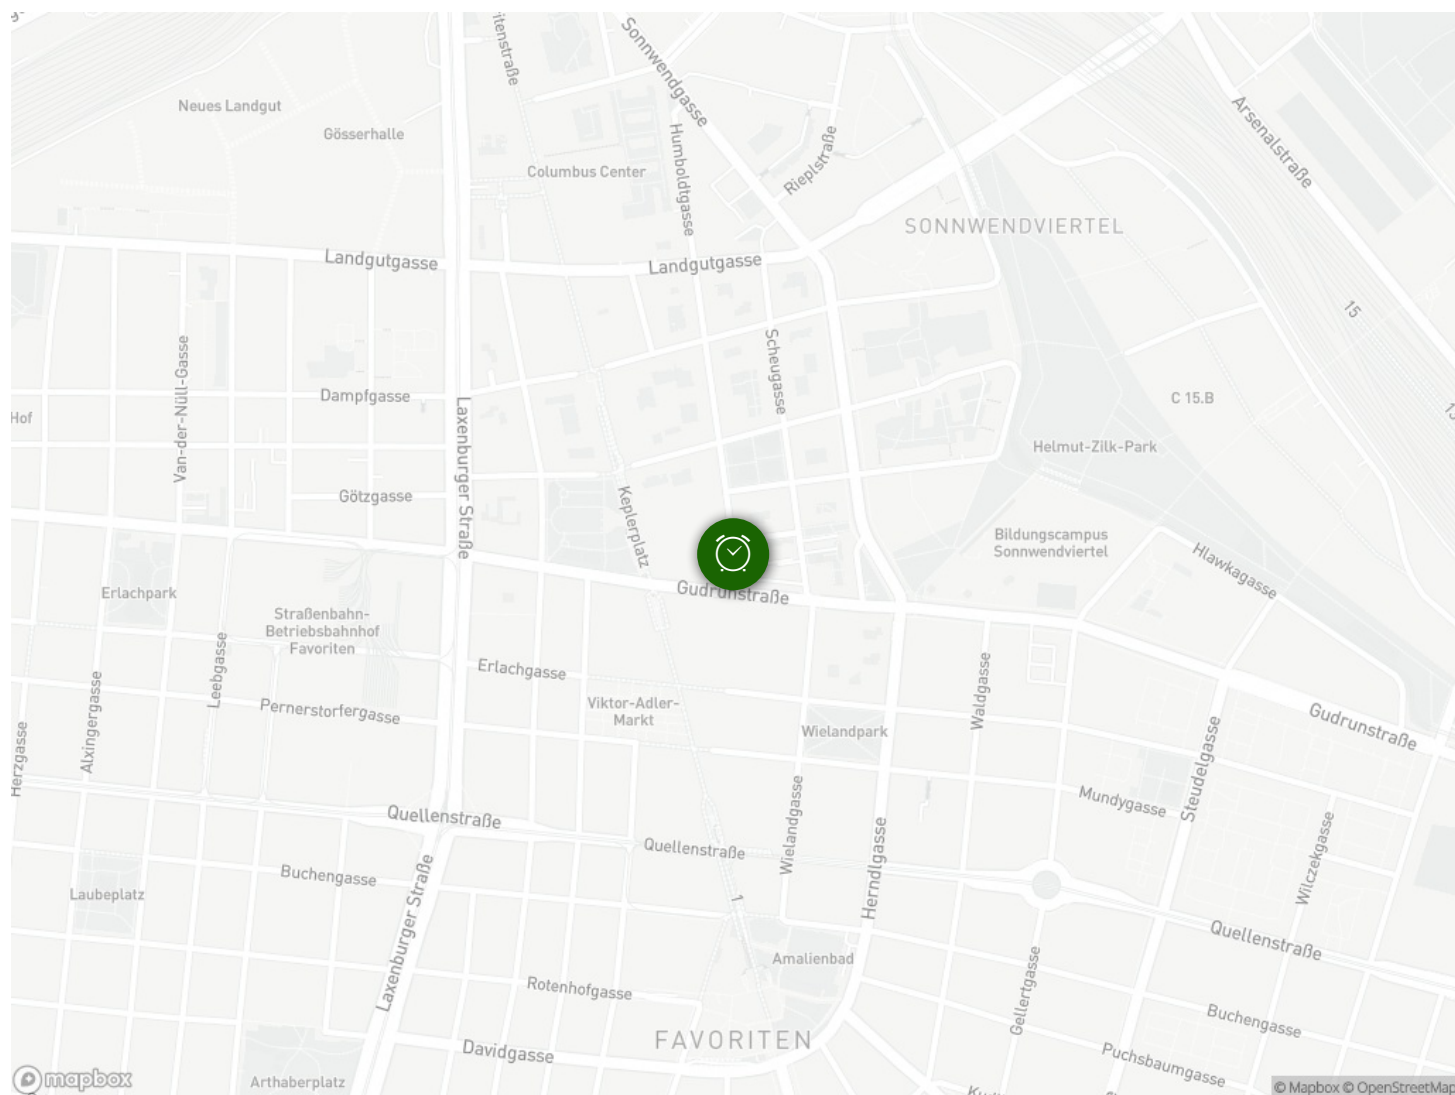 Sonnwendgasse
Neues Landgut
Gösserhalle
Columbus Center
Humboldtgasse
Rieplstraße
Arsenalstraße
SONNWENDVIERTEL
Landgutgasse
Landgutgasse
15
Van-der-Nüll-Gasse
Scheugasse
Dampfgasse
Laxenburger Straße
C 15.B
Hof
Helmut-Zilk-Park
Götzgasse
Keplerplatz
Bildungscampus
Sonnwendviertel
Hlawkagasse
Gudrunstraße
Erlachpark
Straßenbahn-
Betriebsbahnhof
Favoriten
Leebgasse
Erlachgasse
Alxingergasse
Herzgasse
Pernerstorfergasse
Viktor-Adler-
Markt
Waldgasse
Wielandpark
Gudrunstraße
Steudelgasse
Mundygasse
Quellenstraße
Quellenstraße
Wielandgasse
Herndlgasse
Wilczekgasse
Buchengasse
Laubeplatz
Laxenburger Straße
1
Quellenstraße
Amalienbad
Rotenhofgasse
Gellertgasse
Buchengasse
FAVORITEN
Davidgasse
Puchsbaumgasse
Arthaberplatz
mapbox
© Mapbox © OpenStreetMap